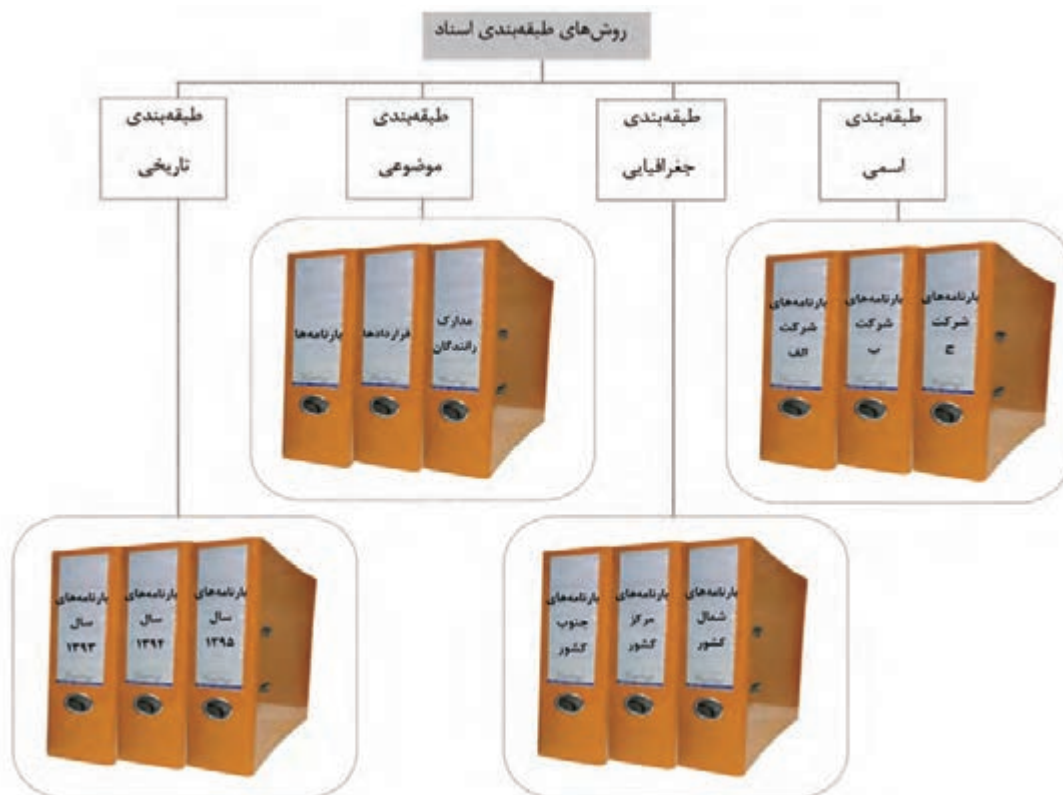 روش‌های طبقه‌بندی اسناد
طبقه‌بندی
اسمی
طبقه‌بندی
جغرافیایی
طبقه‌بندی
موضوعی
طبقه‌بندی
تاریخی
بارنامه‌های
شرکت
ج
بارنامه‌های
شرکت
ب
بارنامه‌های
شرکت
الف
مدارک
رانندگان
قراردادها
بارنامه‌ها
بارنامه‌های
شمال
کشور
بارنامه‌های
مرکز
کشور
بارنامه‌های
جنوب
کشور
بارنامه‌های
سال
۱۳۹۵
بارنامه‌های
سال
۱۳۹۴
بارنامه‌های
سال
۱۳۹۳